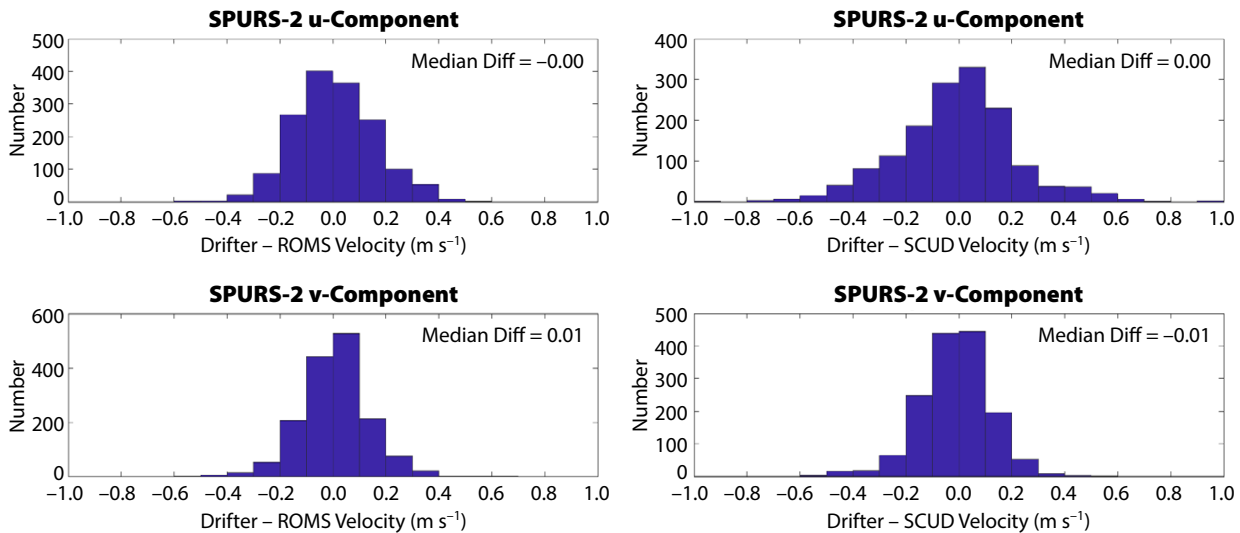 SPURS-2 u-Component
500
400
300
200
100
0
Number
Median Diff = –0.00
–1.0 –0.8 –0.6 –0.4 –0.2 0.0 0.2 0.4 0.6 0.8 1.0
Drifter – ROMS Velocity (m s⁻¹)
SPURS-2 u-Component
400
300
200
100
0
Number
Median Diff = 0.00
–1.0 –0.8 –0.6 –0.4 –0.2 0.0 0.2 0.4 0.6 0.8 1.0
Drifter – SCUD Velocity (m s⁻¹)
SPURS-2 v-Component
600
400
200
0
Number
Median Diff = 0.01
–1.0 –0.8 –0.6 –0.4 –0.2 0.0 0.2 0.4 0.6 0.8 1.0
Drifter – ROMS Velocity (m s⁻¹)
SPURS-2 v-Component
500
400
300
200
100
0
Number
Median Diff = –0.01
–1.0 –0.8 –0.6 –0.4 –0.2 0.0 0.2 0.4 0.6 0.8 1.0
Drifter – SCUD Velocity (m s⁻¹)